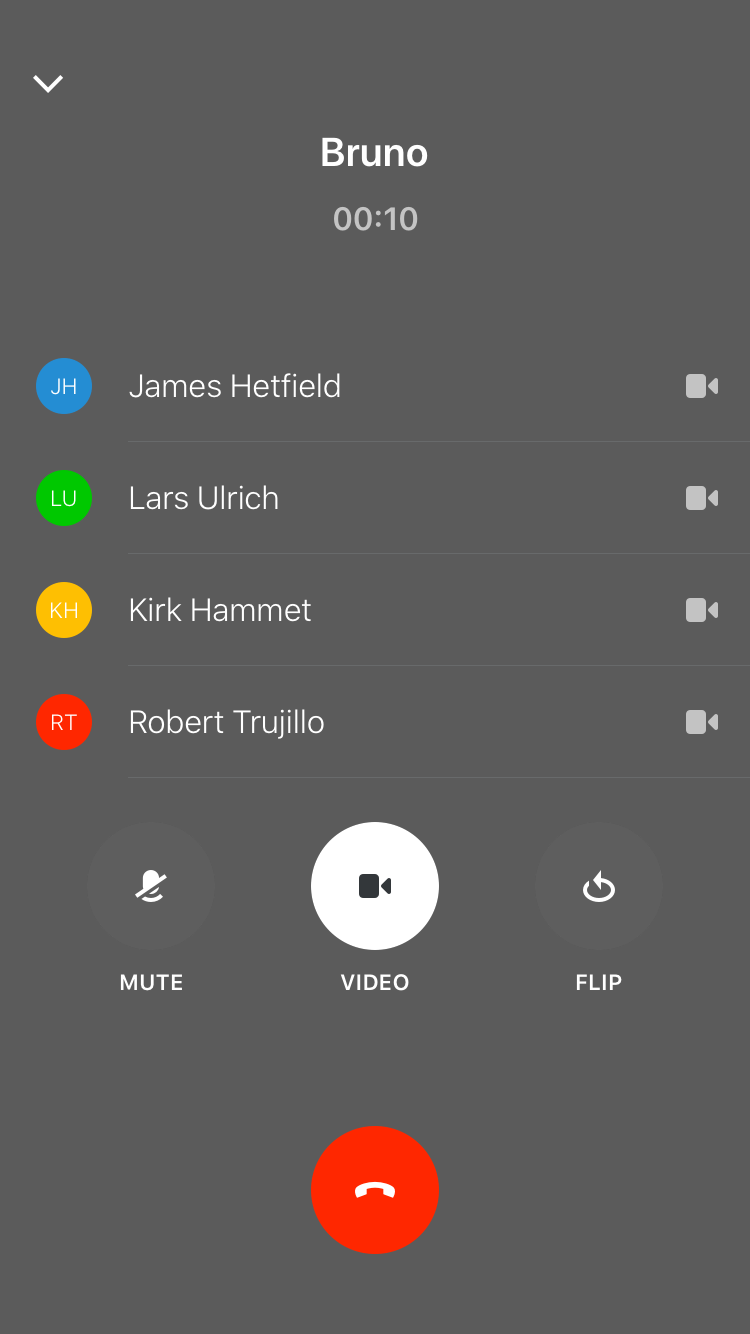 Bruno
00:10
JH James Hetfield
LU Lars Ulrich
KH Kirk Hammet
RT Robert Trujillo
MUTE VIDEO FLIP